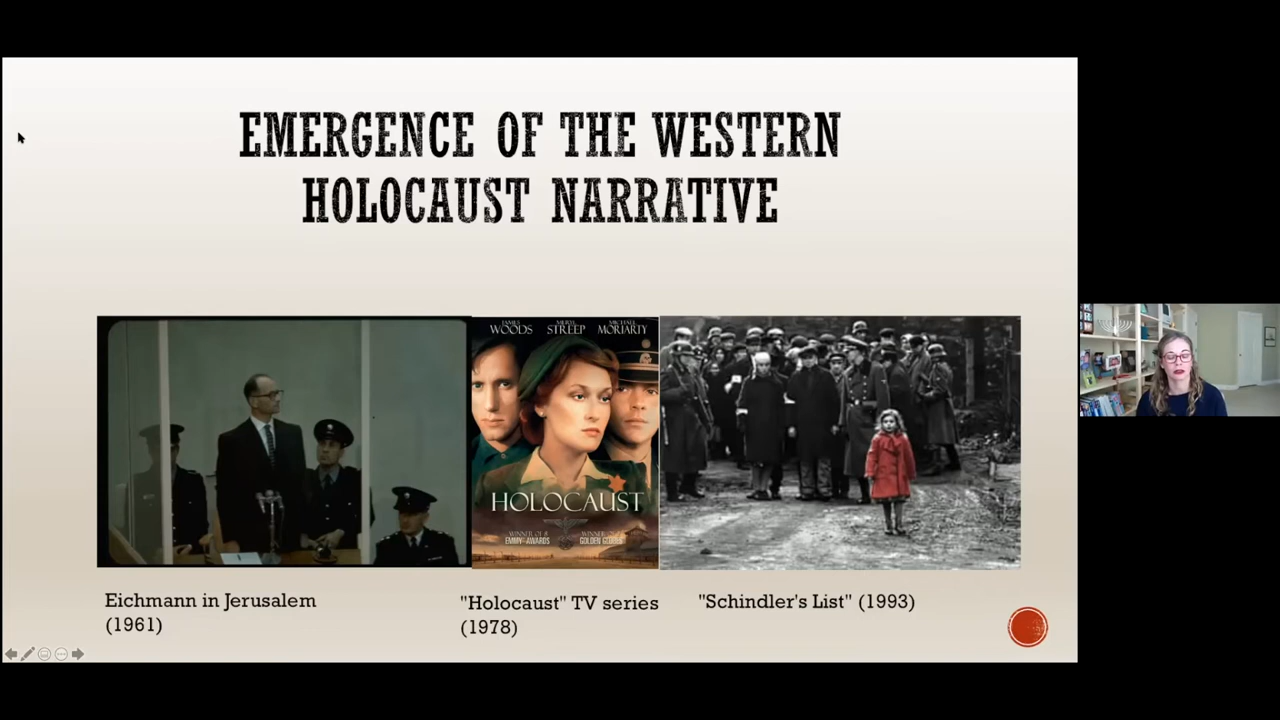 EMERGENCE OF THE WESTERN
HOLOCAUST NARRATIVE
JAMES WOODS
MERYL STREEP
MICHAEL MORIARTY
HOLOCAUST
WINNER OF 8
EMMY AWARDS
WINNER OF
GOLDEN GLOBES
Eichmann in Jerusalem
(1961)
"Holocaust" TV series
(1978)
"Schindler's List" (1993)